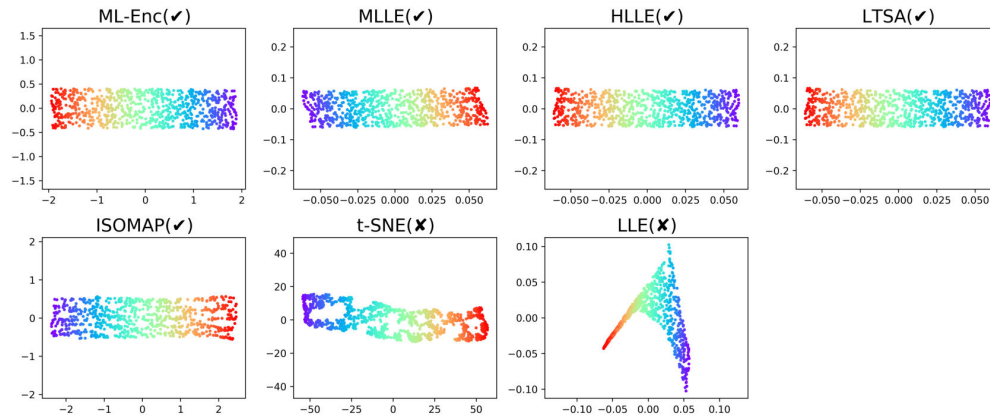 ML-Enc(✔) MLLE(✔) HLLE(✔) LTSA(✔)
1.5 0.2 0.2 0.2
1.0
0.5 0.1 0.1 0.1
0.0 0.0 0.0 0.0
−0.5
−0.1 −0.1 −0.1
−1.0
−1.5 −0.2 −0.2 −0.2
−2 −1 0 1 2 −0.050 −0.025 0.000 0.025 0.050 −0.050 −0.025 0.000 0.025 0.050 −0.050 −0.025 0.000 0.025 0.050
ISOMAP(✔) t-SNE(✘) LLE(✘)
2 40 0.10
1 20 0.05
0 0 0.00
−1 −20 −0.05
−2 −40 −0.10
−2 −1 0 1 2 −50 −25 0 25 50 −0.10 −0.05 0.00 0.05 0.10